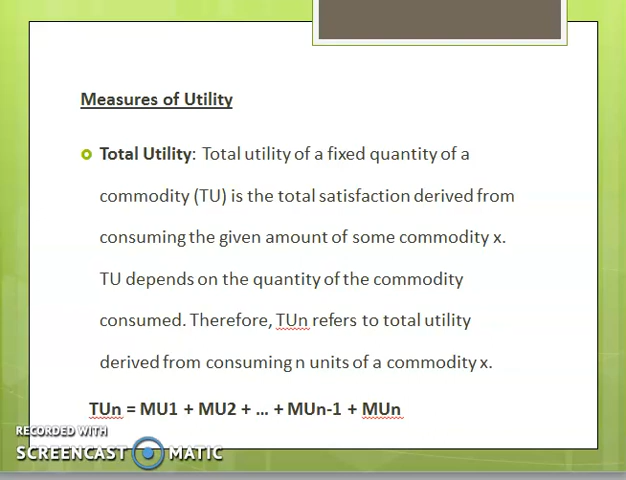 Measures of Utility
Total Utility: Total utility of a fixed quantity of a
commodity (TU) is the total satisfaction derived from
consuming the given amount of some commodity x.
TU depends on the quantity of the commodity
consumed. Therefore, TUn refers to total utility
derived from consuming n units of a commodity x.
TUn = MU1 + MU2 + ... + MUn-1 + MUn
RECORDED WITH
SCREENCAST MATIC